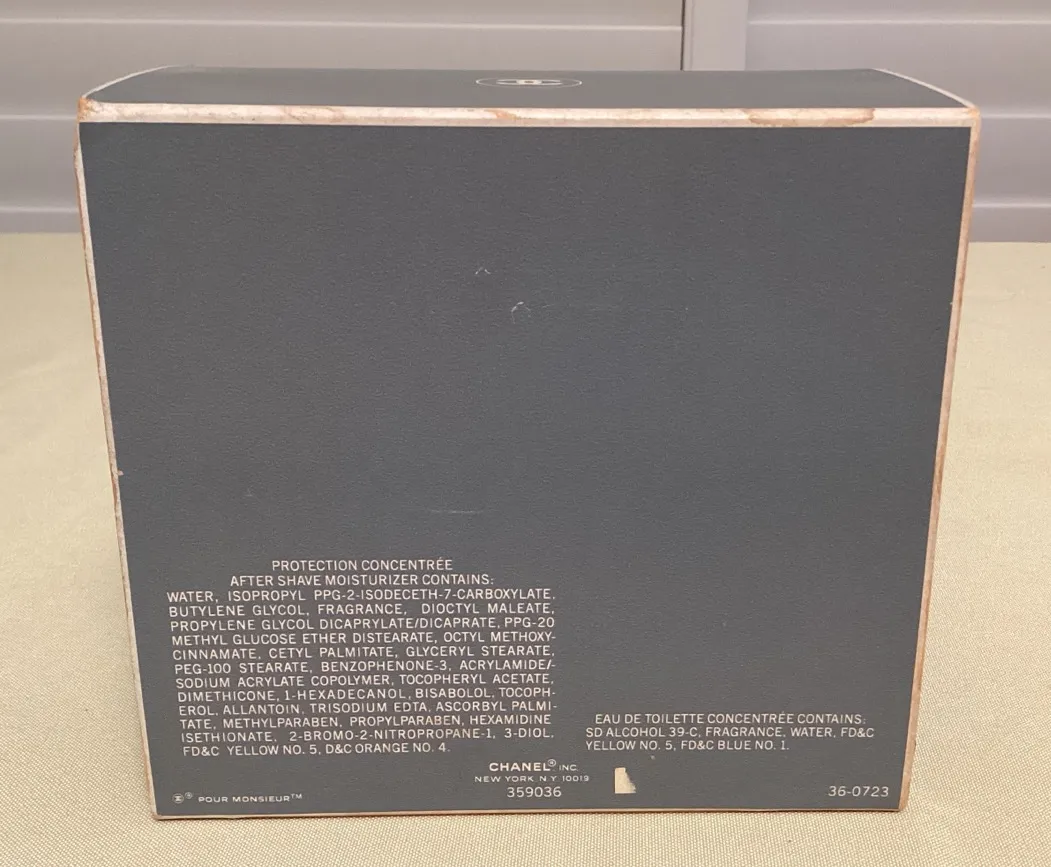 PROTECTION CONCENTRÉE
AFTER SHAVE MOISTURIZER CONTAINS:
WATER, ISOPROPYL PPG-2-ISODECETH-7-CARBOXYLATE,
BUTYLENE GLYCOL, FRAGRANCE, DIOCTYL MALEATE,
PROPYLENE GLYCOL DICAPRYLATE/DICAPRATE, PPG-20
METHYL GLUCOSE ETHER DISTEARATE, OCTYL METHOXY-
CINNAMATE, CETYL PALMITATE, GLYCERYL STEARATE,
PEG-100 STEARATE, BENZOPHENONE-3, ACRYLAMIDE/-
SODIUM ACRYLATE COPOLYMER, TOCOPHERYL ACETATE,
DIMETHICONE, 1-HEXADECANOL, BISABOLOL, TOCOPH-
EROL, ALLANTOIN, TRISODIUM EDTA, ASCORBYL PALMI-
TATE, METHYLPARABEN, PROPYLPARABEN, HEXAMIDINE
ISETHIONATE, 2-BROMO-2-NITROPROPANE-1, 3-DIOL,
FD&C YELLOW NO. 5, D&C ORANGE NO. 4.
EAU DE TOILETTE CONCENTRÉE CONTAINS:
SD ALCOHOL 39-C, FRAGRANCE, WATER, FD&C
YELLOW NO. 5, FD&C BLUE NO. 1.
CHANEL® INC.
NEW YORK N Y 10019
359036
® POUR MONSIEUR™
36-0723